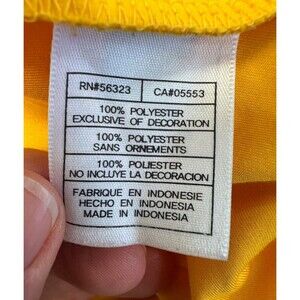 RN#56323 CA#05553
100% POLYESTER
EXCLUSIVE OF DECORATION
100% POLYESTER
SANS ORNEMENTS
100% POLIESTER
NO INCLUYE LA DECORACION
FABRIQUE EN INDONESIE
HECHO EN INDONESIA
MADE IN INDONESIA